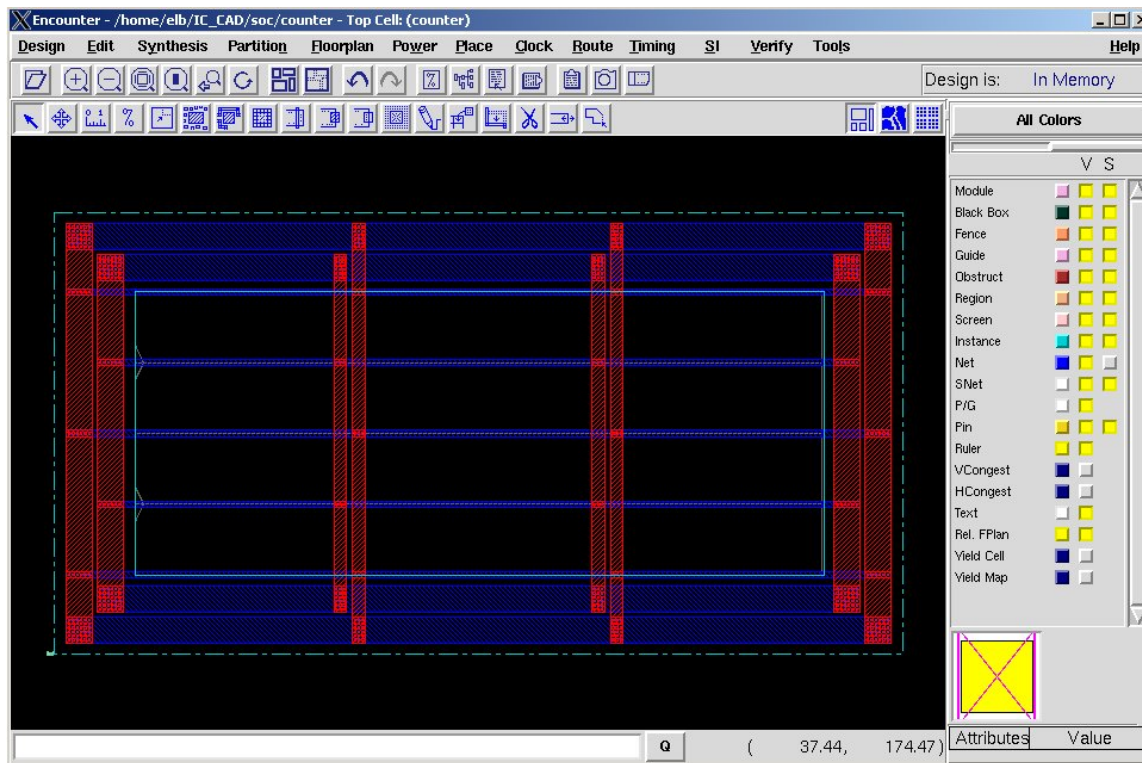 Encounter - /home/elb/IC_CAD/soc/counter - Top Cell: (counter)
Design Edit Synthesis Partition Floorplan Power Place Clock Route Timing SI Verify Tools Help
Design is: In Memory
All Colors
V S
Module
Black Box
Fence
Guide
Obstruct
Region
Screen
Instance
Net
SNet
P/G
Pin
Ruler
VCongest
HCongest
Text
Rel. FPlan
Yield Cell
Yield Map
Q ( 37.44, 174.47)
Attributes Value